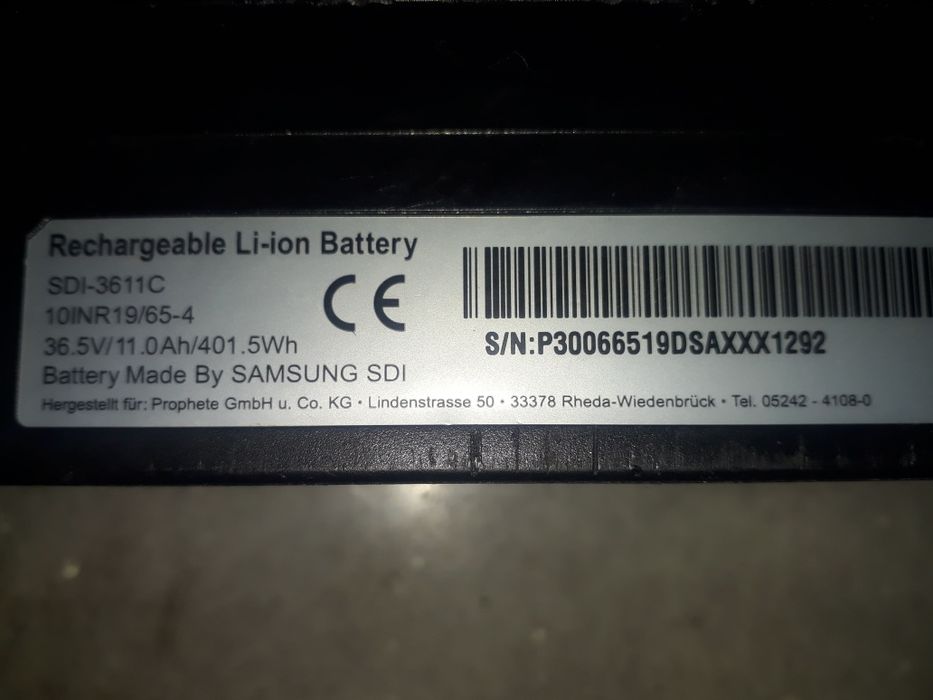 Rechargeable Li-ion Battery
SDI-3611C
10INR19/65-4
36.5V/11.0Ah/401.5Wh
Battery Made By SAMSUNG SDI
CE
S/N:P30066519DSAXXX1292
Hergestellt für: Prophete GmbH u. Co. KG · Lindenstrasse 50 · 33378 Rheda-Wiedenbrück · Tel. 05242 - 4108-0